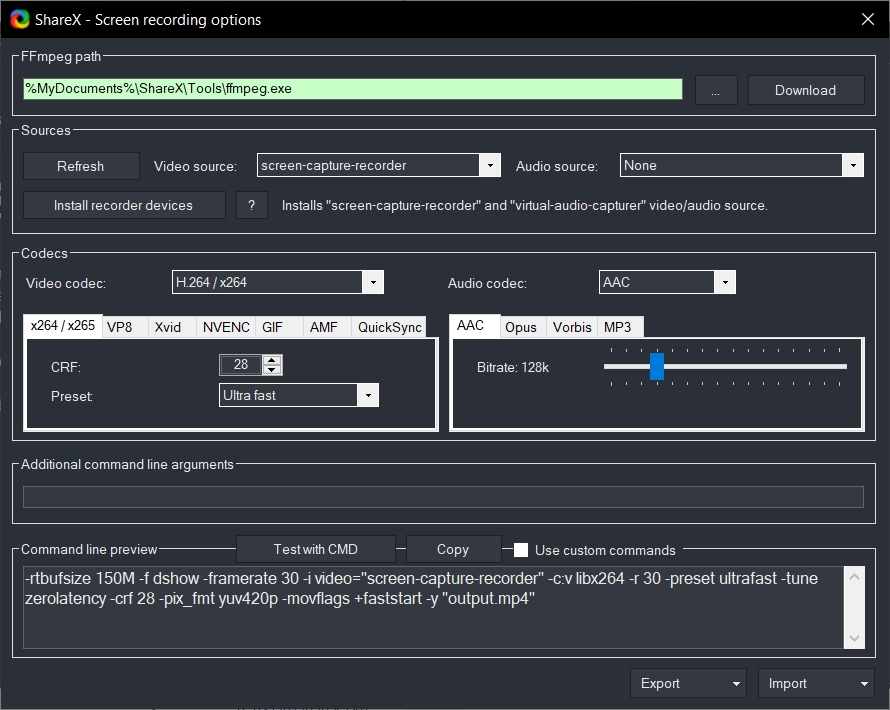 ShareX - Screen recording options
FFmpeg path
%MyDocuments%\ShareX\Tools\ffmpeg.exe
...
Download
Sources
Refresh
Video source:
screen-capture-recorder
Audio source:
None
Install recorder devices
?
Installs "screen-capture-recorder" and "virtual-audio-capturer" video/audio source.
Codecs
Video codec:
H.264 / x264
Audio codec:
AAC
x264 / x265
VP8
Xvid
NVENC
GIF
AMF
QuickSync
AAC
Opus
Vorbis
MP3
CRF:
28
Preset:
Ultra fast
Bitrate: 128k
Additional command line arguments
Command line preview
Test with CMD
Copy
Use custom commands
-rtbufsize 150M -f dshow -framerate 30 -i video="screen-capture-recorder" -c:v libx264 -r 30 -preset ultrafast -tune
zerolatency -crf 28 -pix_fmt yuv420p -movflags +faststart -y "output.mp4"
Export
Import